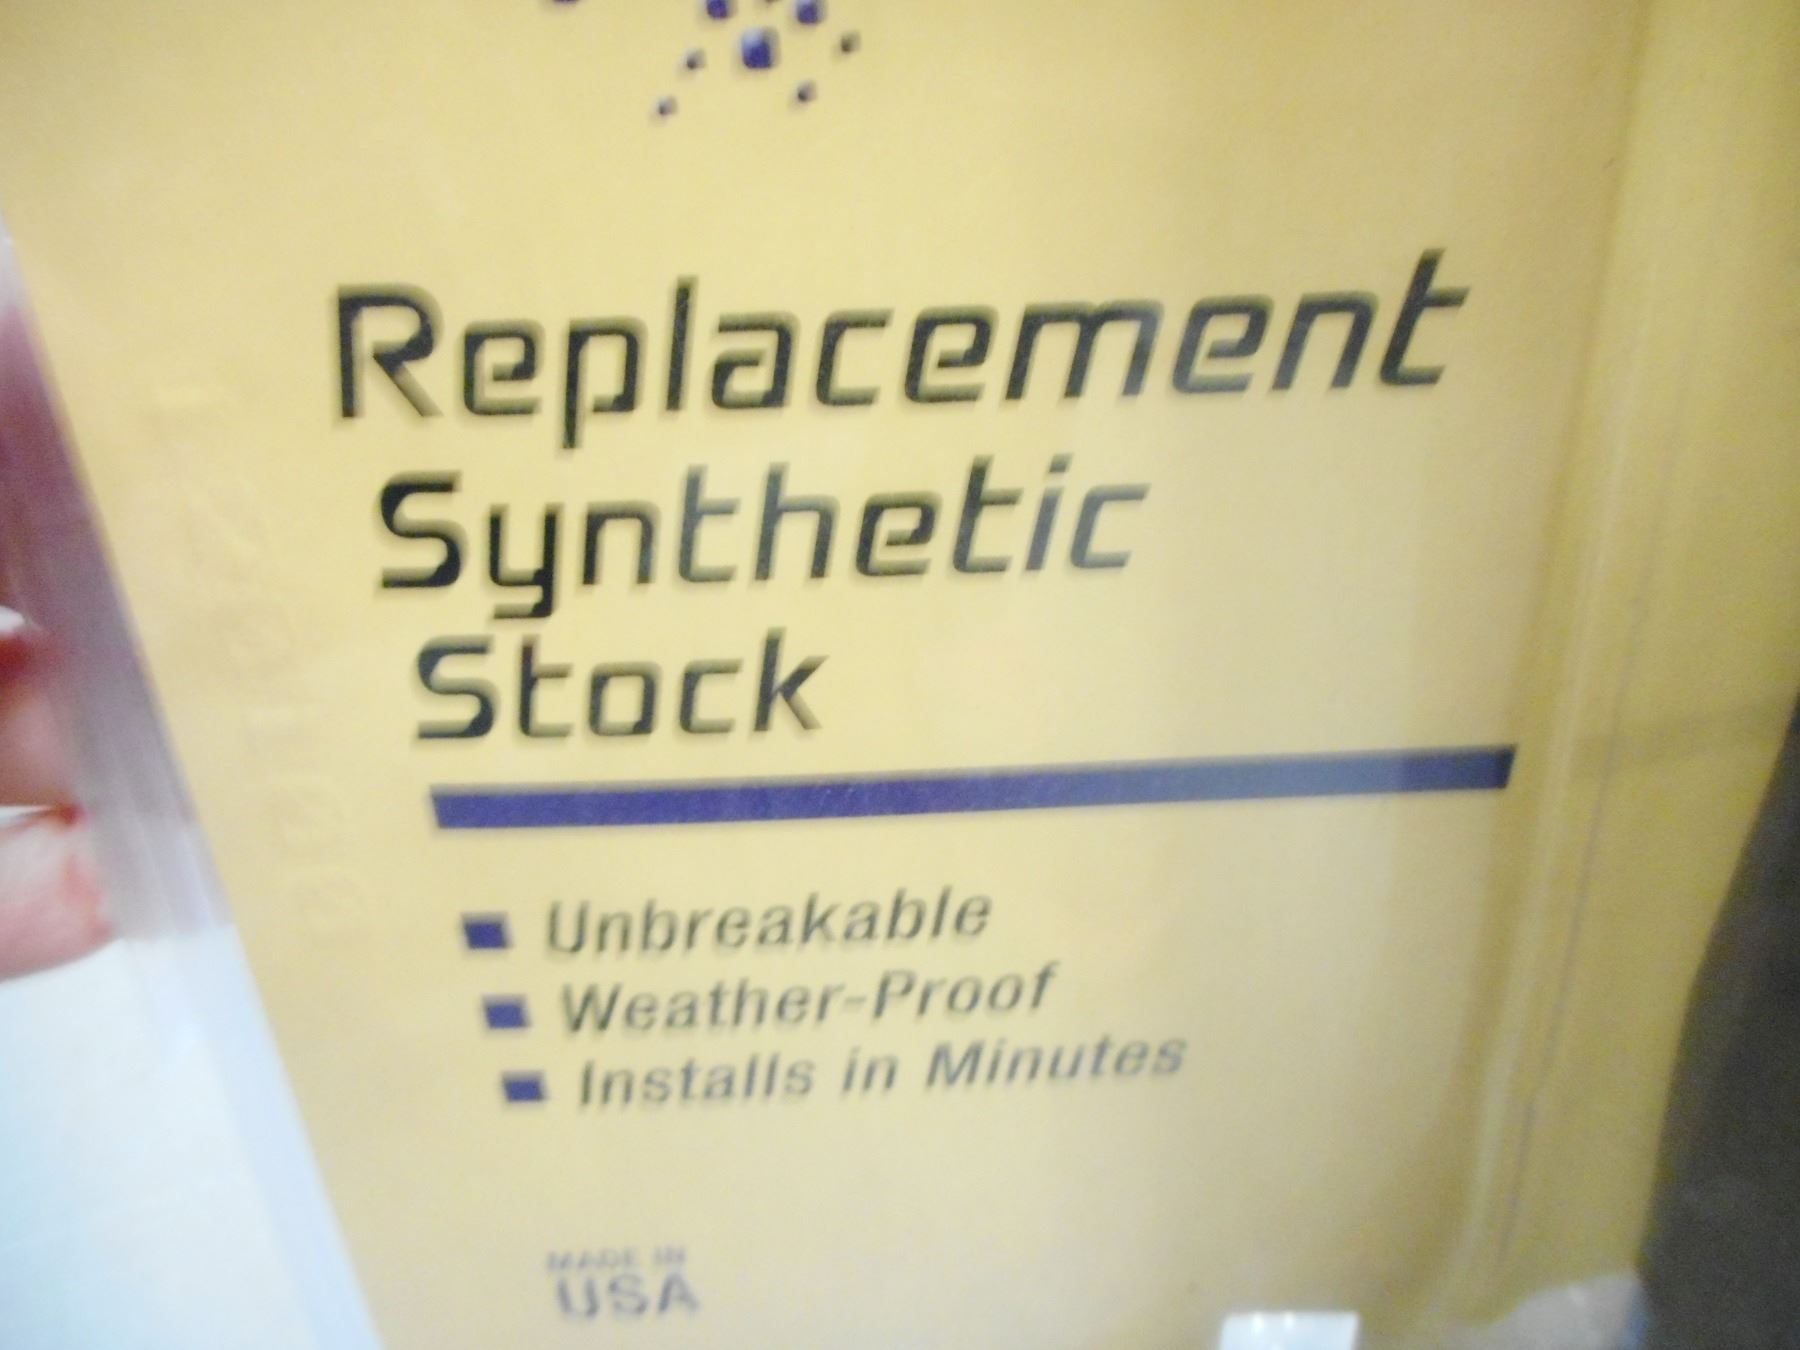 Replacement
Synthetic
Stock
Unbreakable
Weather-Proof
Installs in Minutes
MADE IN
USA